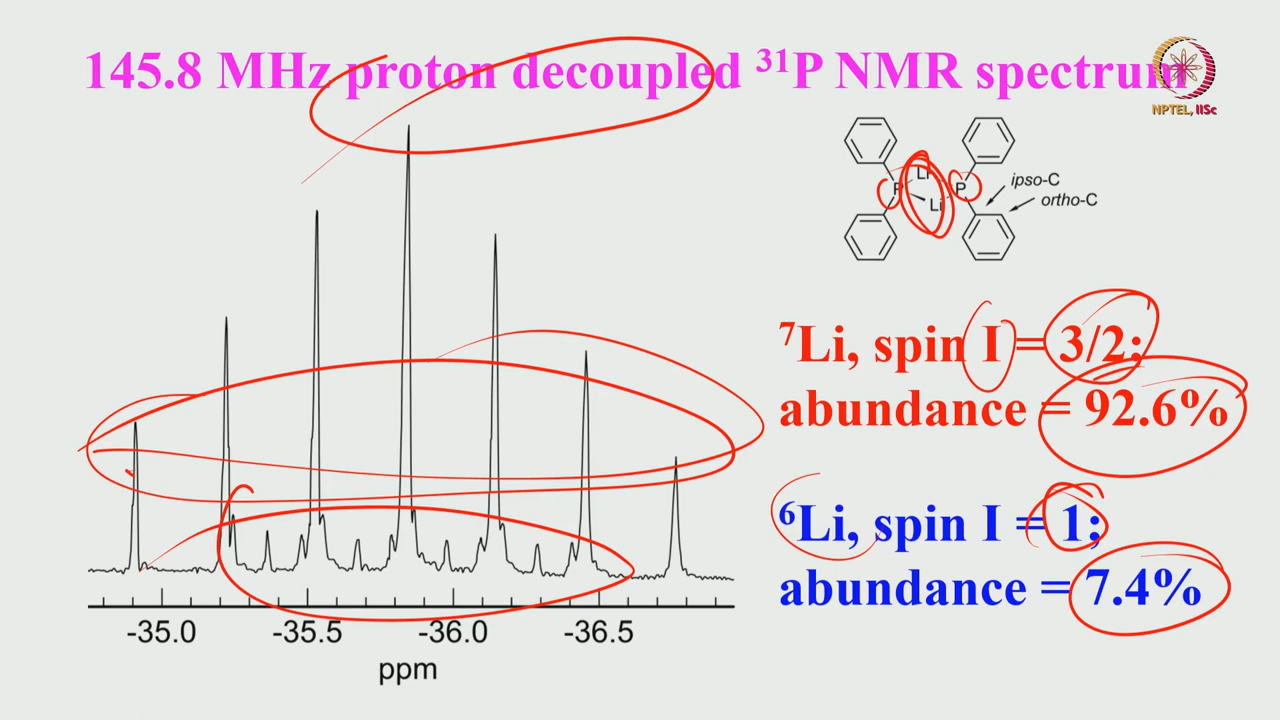 145.8 MHz proton decoupled ³¹P NMR spectrum
NPTEL, IISc
Li
P
P
Li
ipso-C
ortho-C
⁷Li, spin I = 3/2;
abundance = 92.6%
⁶Li, spin I = 1;
abundance = 7.4%
-35.0 -35.5 -36.0 -36.5
ppm